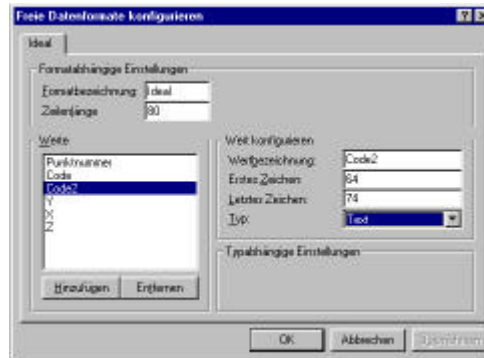 Freie Datenformate konfigurieren
Ideal
Formatabhängige Einstellungen
Formatbezeichnung: Ideal
Zeilenlänge 80
Werte
Punktnummer
Code
Code2
Y
X
Z
Hinzufügen Entfernen
Wert konfigurieren
Wertbezeichnung: Code2
Erstes Zeichen: 64
Letztes Zeichen: 74
Typ: Text
Typabhängige Einstellungen
OK Abbrechen